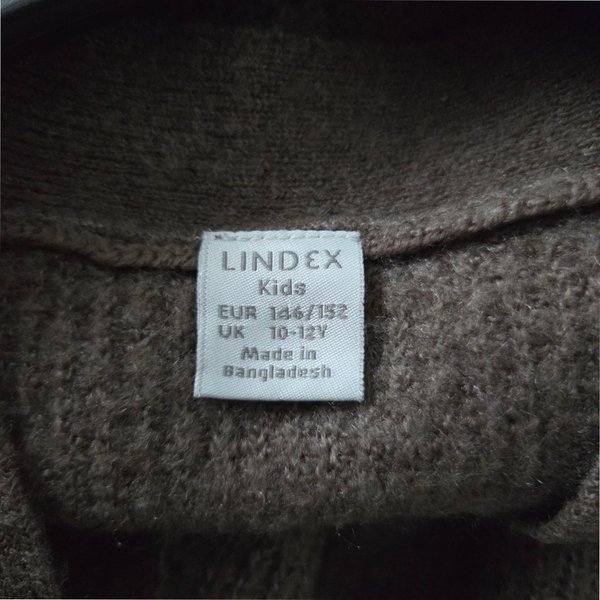 LINDEX
Kids
EUR 146/152
UK 10-12Y
Made in
Bangladesh